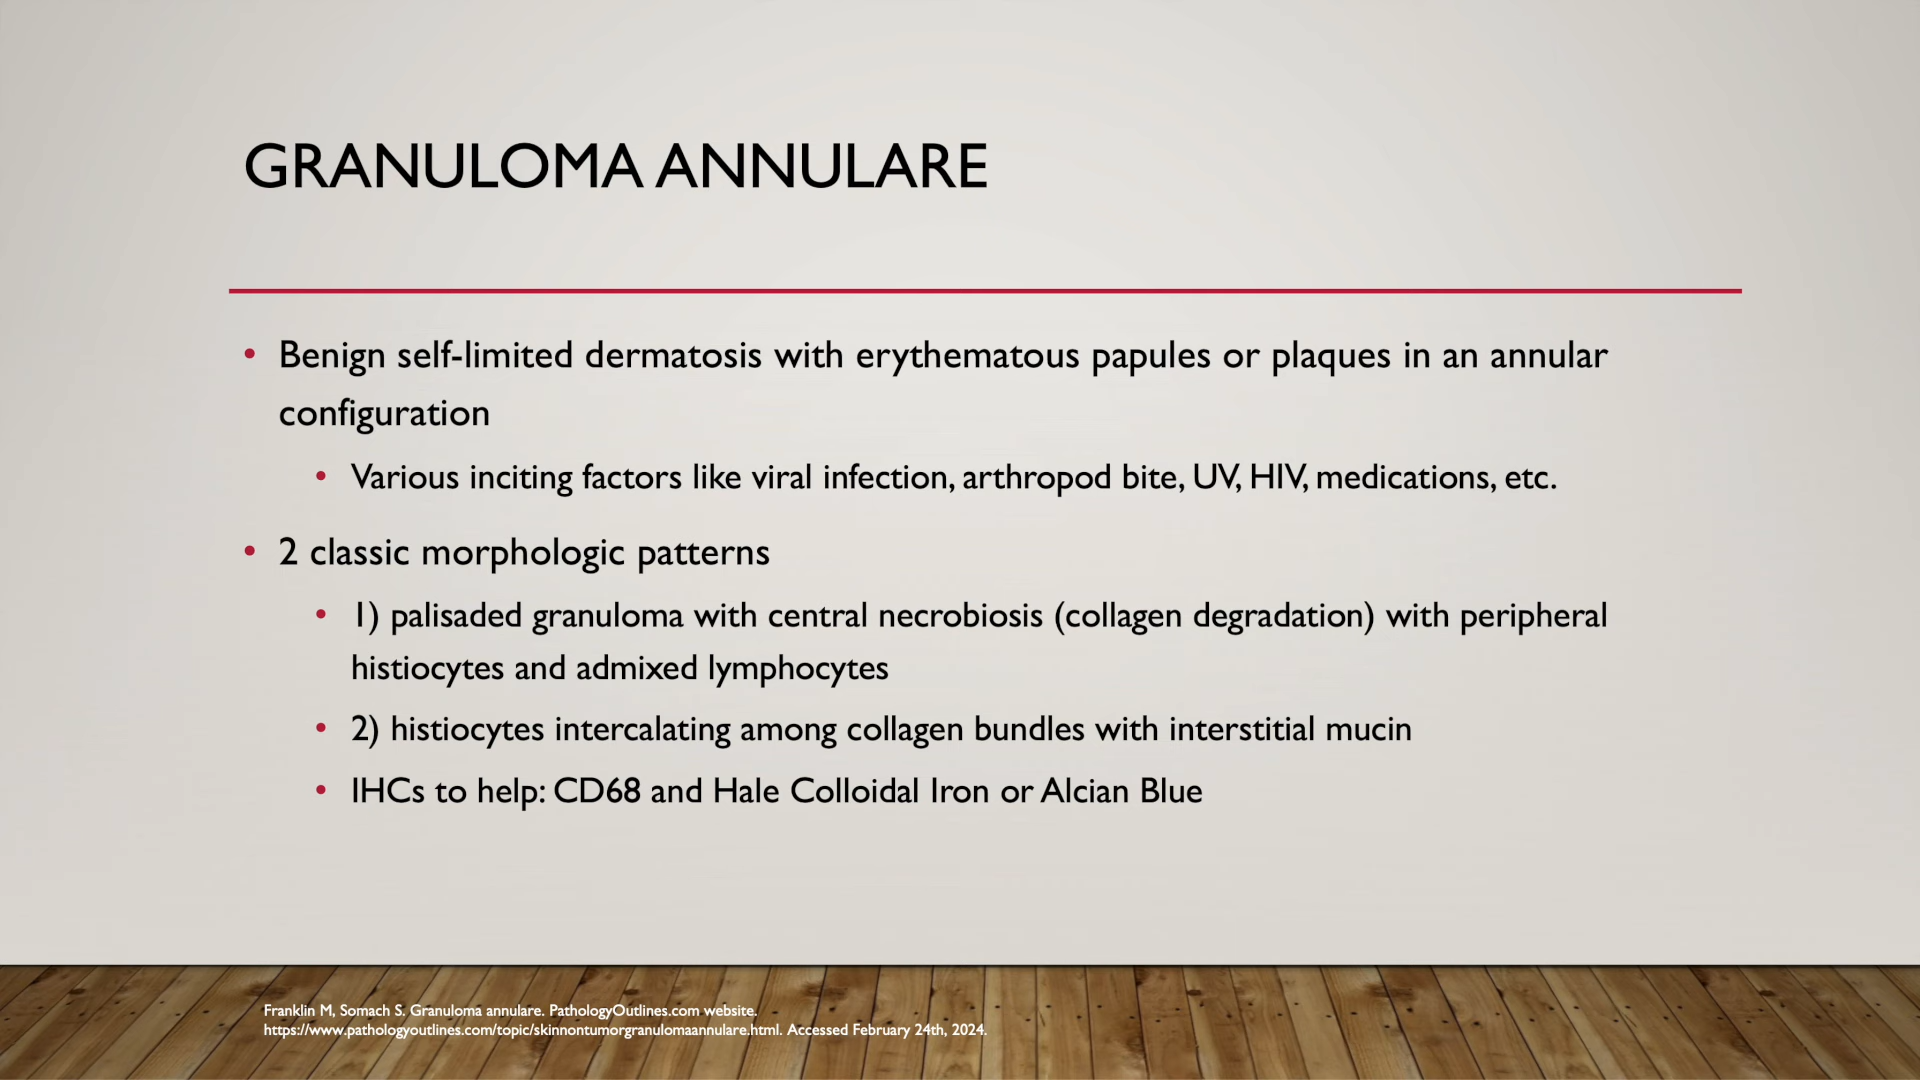 GRANULOMA ANNULARE
• Benign self-limited dermatosis with erythematous papules or plaques in an annular
configuration
• Various inciting factors like viral infection, arthropod bite, UV, HIV, medications, etc.
• 2 classic morphologic patterns
• 1) palisaded granuloma with central necrobiosis (collagen degradation) with peripheral
histiocytes and admixed lymphocytes
• 2) histiocytes intercalating among collagen bundles with interstitial mucin
• IHCs to help: CD68 and Hale Colloidal Iron or Alcian Blue
Franklin M, Somach S. Granuloma annulare. PathologyOutlines.com website.
https://www.pathologyoutlines.com/topic/skinnontumorgranulomaannulare.html. Accessed February 24th, 2024.